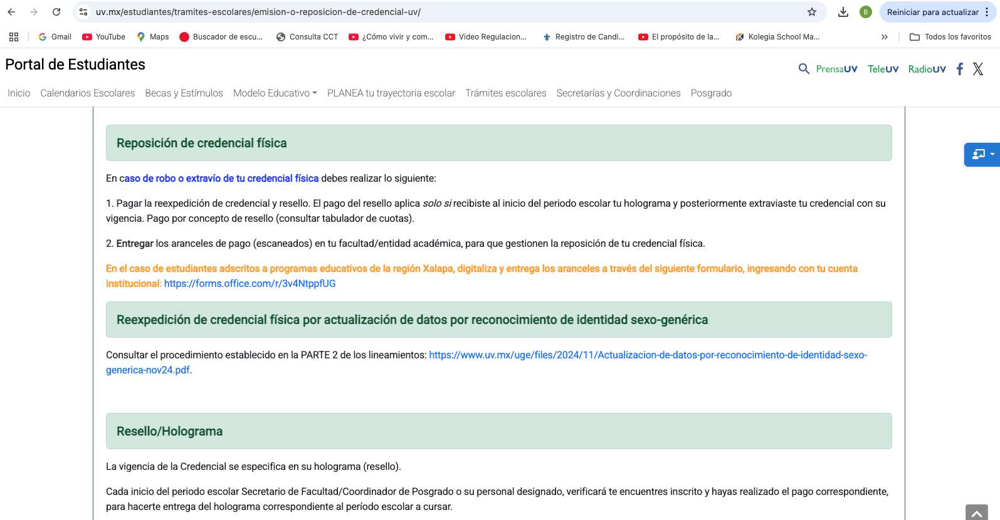 uv.mx/estudiantes/tramites-escolares/emision-o-reposicion-de-credencial-uv/
B
Reiniciar para actualizar
Gmail
YouTube
Maps
Buscador de escu...
Consulta CCT
¿Cómo vivir y com...
Video Regulacion...
Registro de Candi...
El propósito de la...
Kolegia School Ma...
Todos los favoritos
Portal de Estudiantes
PrensaUV TeleUV RadioUV
Inicio Calendarios Escolares Becas y Estímulos Modelo Educativo PLANEA tu trayectoria escolar Trámites escolares Secretarías y Coordinaciones Posgrado
Reposición de credencial física
En caso de robo o extravío de tu credencial física debes realizar lo siguiente:
1. Pagar la reexpedición de credencial y resello. El pago del resello aplica solo si recibiste al inicio del periodo escolar tu holograma y posteriormente extraviaste tu credencial con su
vigencia. Pago por concepto de resello (consultar tabulador de cuotas).
2. Entregar los aranceles de pago (escaneados) en tu facultad/entidad académica, para que gestionen la reposición de tu credencial física.
En el caso de estudiantes adscritos a programas educativos de la región Xalapa, digitaliza y entrega los aranceles a través del siguiente formulario, ingresando con tu cuenta
institucional: https://forms.office.com/r/3v4NtppfUG
Reexpedición de credencial física por actualización de datos por reconocimiento de identidad sexo-genérica
Consultar el procedimiento establecido en la PARTE 2 de los lineamientos: https://www.uv.mx/uge/files/2024/11/Actualizacion-de-datos-por-reconocimiento-de-identidad-sexo-
generica-nov24.pdf.
Resello/Holograma
La vigencia de la Credencial se especifica en su holograma (resello).
Cada inicio del periodo escolar Secretario de Facultad/Coordinador de Posgrado o su personal designado, verificará te encuentres inscrito y hayas realizado el pago correspondiente,
para hacerte entrega del holograma correspondiente al período escolar a cursar.